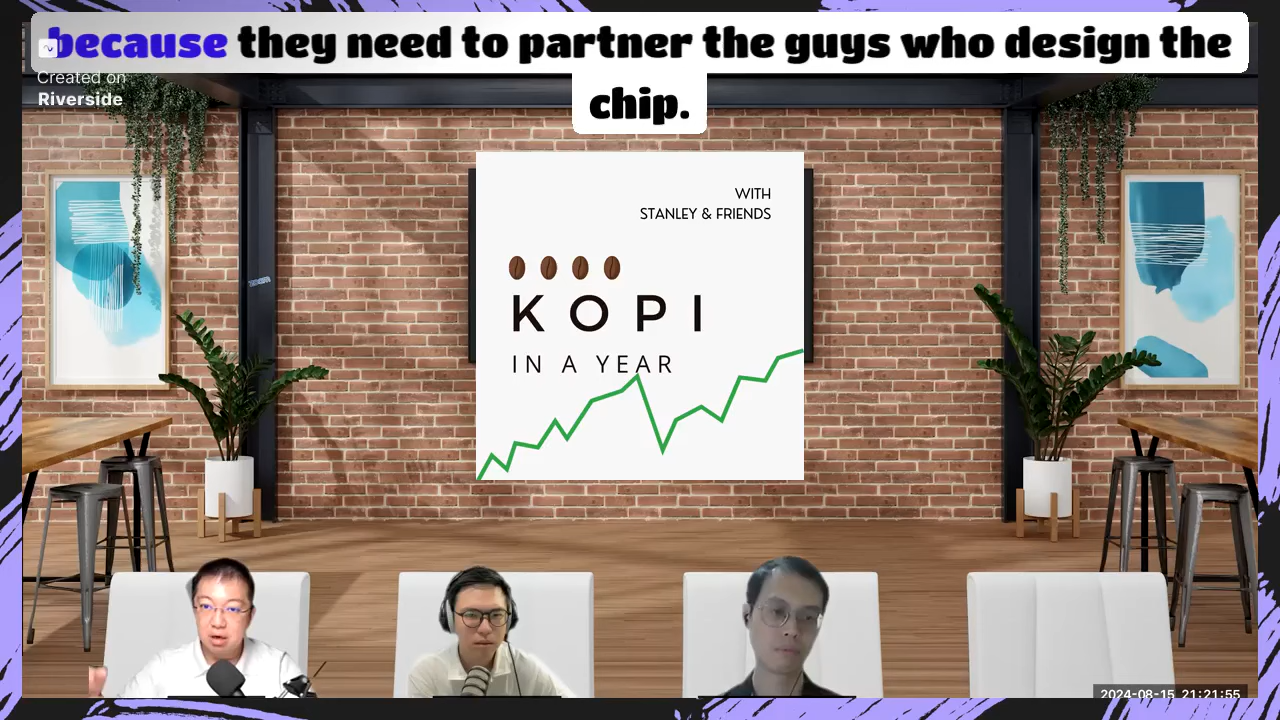 because they need to partner the guys who design the
chip.
Created on
Riverside
WITH
STANLEY & FRIENDS
KOPI
IN A YEAR
2024-08-15 21:21:55